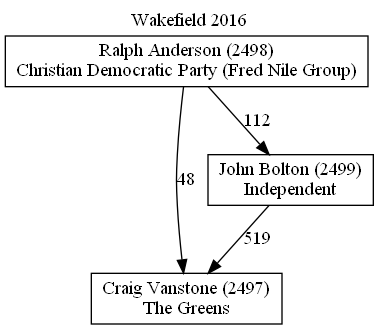 Wakefield 2016
Ralph Anderson (2498)
Christian Democratic Party (Fred Nile Group)
112
John Bolton (2499)
Independent
48
519
Craig Vanstone (2497)
The Greens